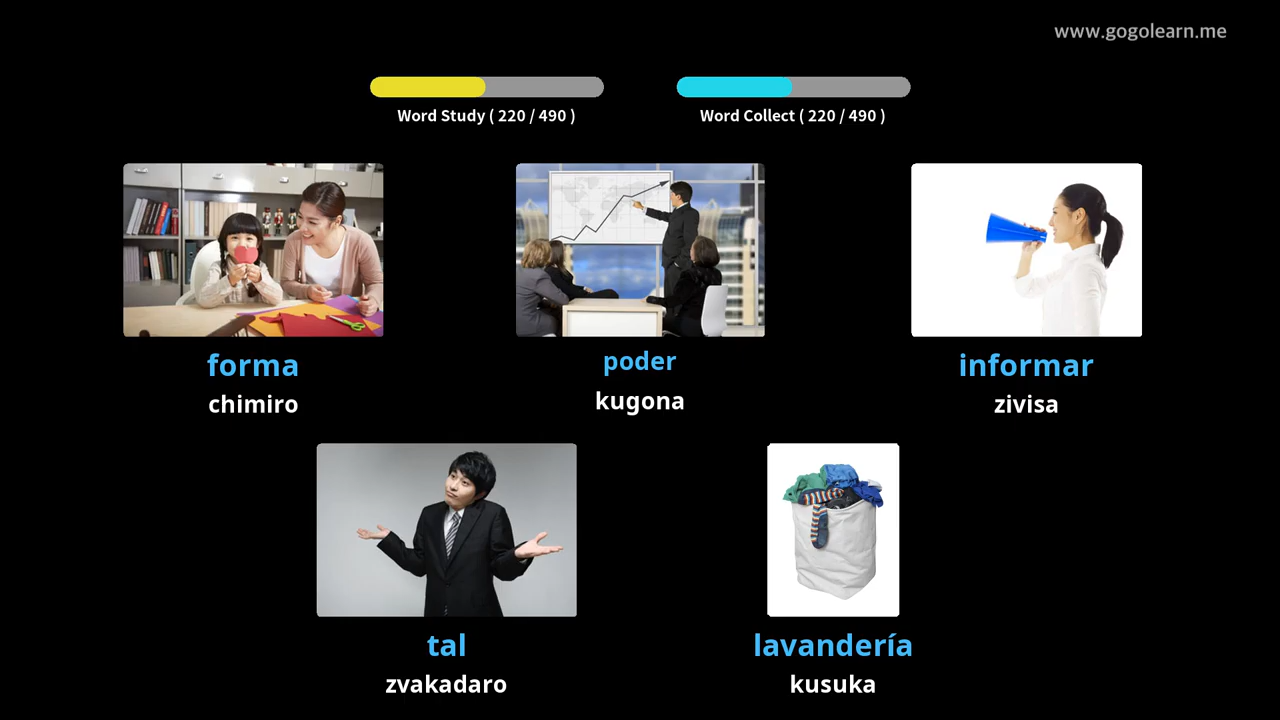 www.gogolearn.me
Word Study ( 220 / 490 )
Word Collect ( 220 / 490 )
forma
chimiro
poder
kugona
informar
zivisa
tal
zvakadaro
lavandería
kusuka